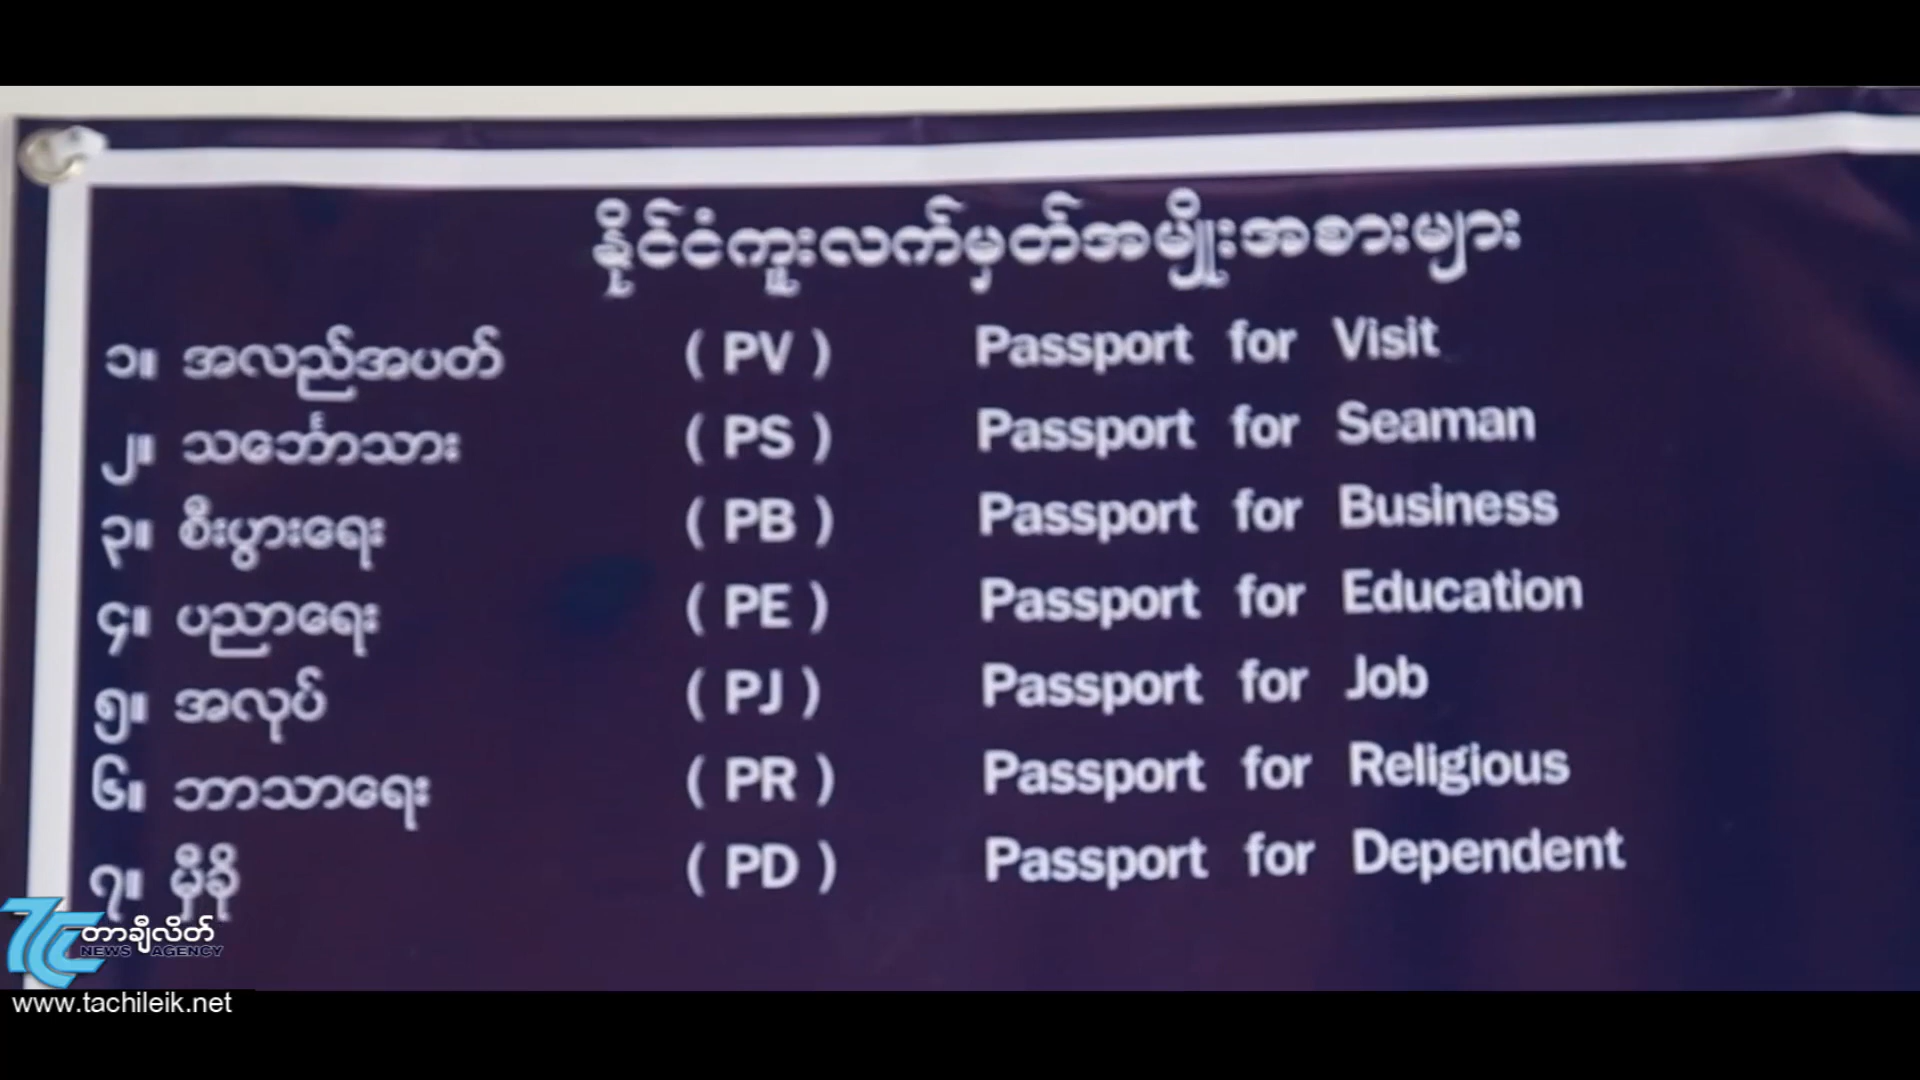 နိုင်ငံကူးလက်မှတ်အမျိုးအစားများ
၁။ အလည်အပတ် ( PV ) Passport for Visit
၂။ သင်္ဘောသား ( PS ) Passport for Seaman
၃။ စီးပွားရေး ( PB ) Passport for Business
၄။ ပညာရေး ( PE ) Passport for Education
၅။ အလုပ် ( PJ ) Passport for Job
၆။ ဘာသာရေး ( PR ) Passport for Religious
၇။ မှီခို ( PD ) Passport for Dependent
တာချီလိတ်
NEWS AGENCY
www.tachileik.net